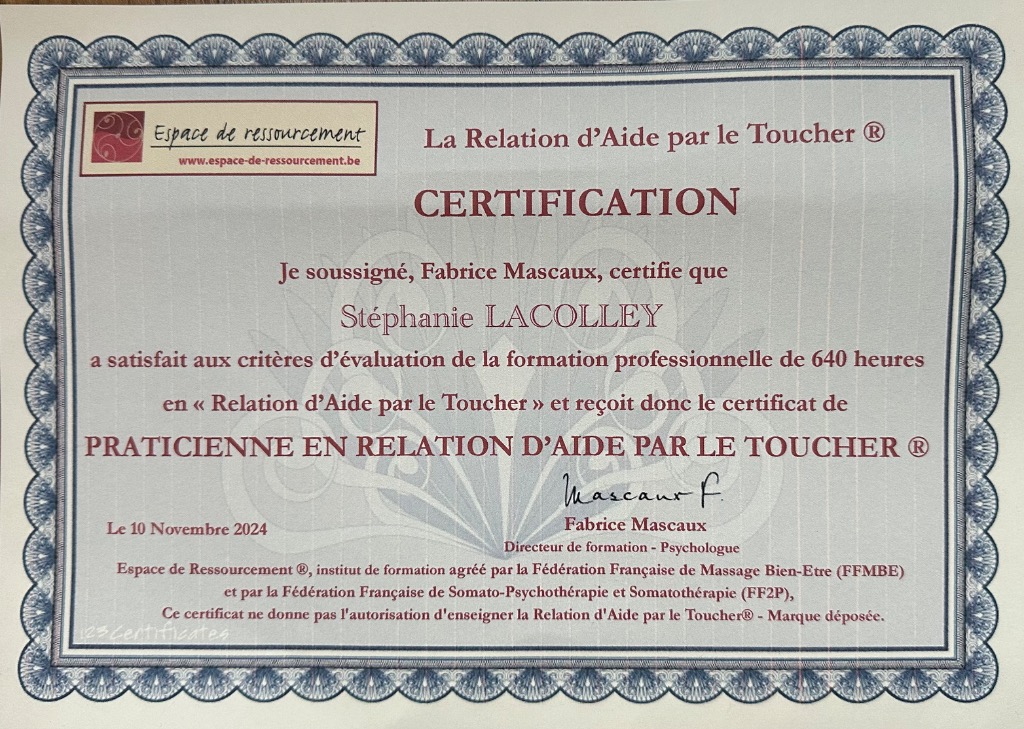 Espace de ressourcement
www.espace-de-ressourcement.be
La Relation d'Aide par le Toucher ®
CERTIFICATION
Je soussigné, Fabrice Mascaux, certifie que
Stéphanie LACOLLEY
a satisfait aux critères d'évaluation de la formation professionnelle de 640 heures
en « Relation d'Aide par le Toucher » et reçoit donc le certificat de
PRATICIENNE EN RELATION D'AIDE PAR LE TOUCHER ®
Mascaux F.
Le 10 Novembre 2024
Fabrice Mascaux
Directeur de formation - Psychologue
Espace de Ressourcement ®, institut de formation agréé par la Fédération Française de Massage Bien-Etre (FFMBE)
et par la Fédération Française de Somato-Psychothérapie et Somatothérapie (FF2P),
Ce certificat ne donne pas l'autorisation d'enseigner la Relation d'Aide par le Toucher® - Marque déposée.
123Certificates